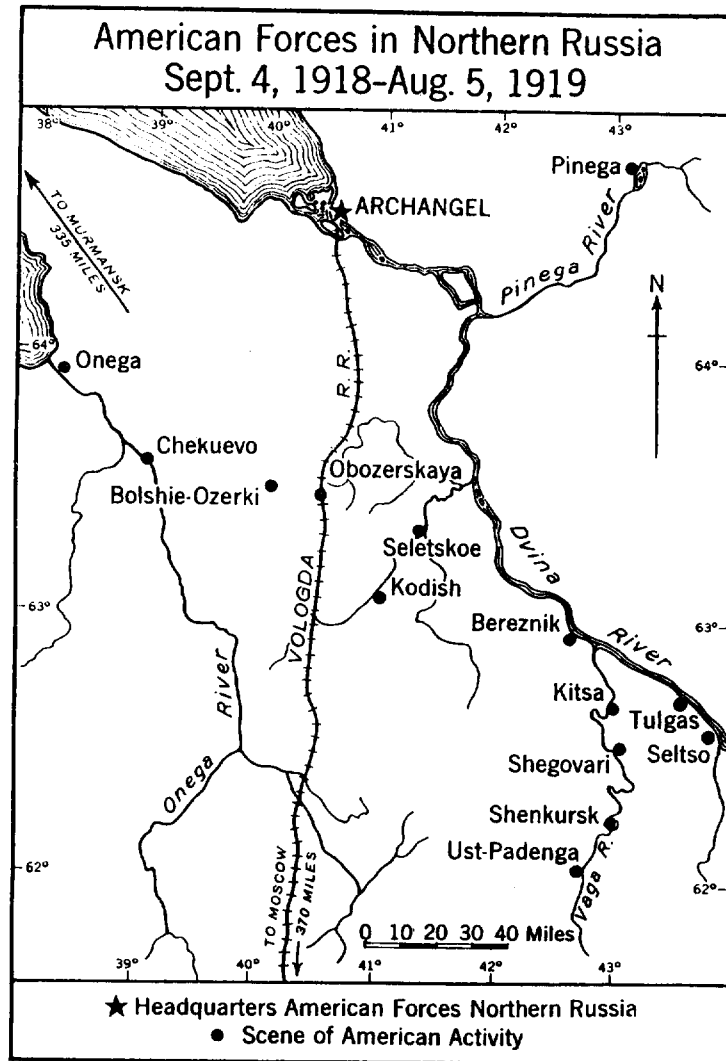 American Forces in Northern Russia
Sept. 4, 1918–Aug. 5, 1919
38° 39° 40° 41° 42° 43°
Pinega
ARCHANGEL
TO MURMANSK
335 MILES
Pinega River
N
64°
Onega
64°
R. R.
Chekuevo
Obozerskaya
Bolshie-Ozerki
Seletskoe
Dvina
Kodish
63°
VOLOGDA
Bereznik
63°
River
River
Kitsa
Tulgas
Onega
Seltso
Shegovari
Shenkursk
Ust-Padenga
62°
Vaga R.
62°
TO MOSCOW
370 MILES
0 10 20 30 40 Miles
39° 40° 41° 42° 43°
★ Headquarters American Forces Northern Russia
● Scene of American Activity